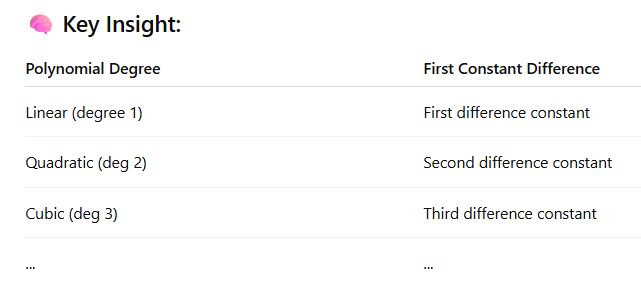 🧠 Key Insight:
Polynomial Degree First Constant Difference
Linear (degree 1) First difference constant
Quadratic (deg 2) Second difference constant
Cubic (deg 3) Third difference constant
... ...